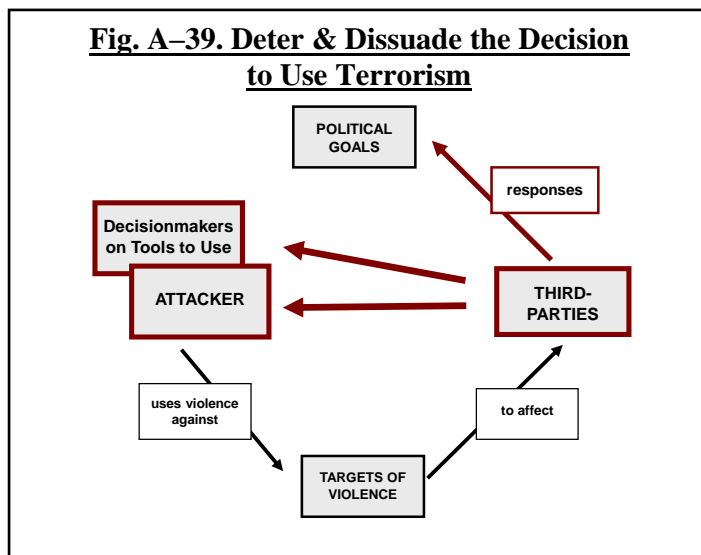 Fig. A–39. Deter & Dissuade the Decision
to Use Terrorism
POLITICAL
GOALS
responses
Decisionmakers
on Tools to Use
ATTACKER
THIRD-
PARTIES
uses violence
against
to affect
TARGETS OF
VIOLENCE